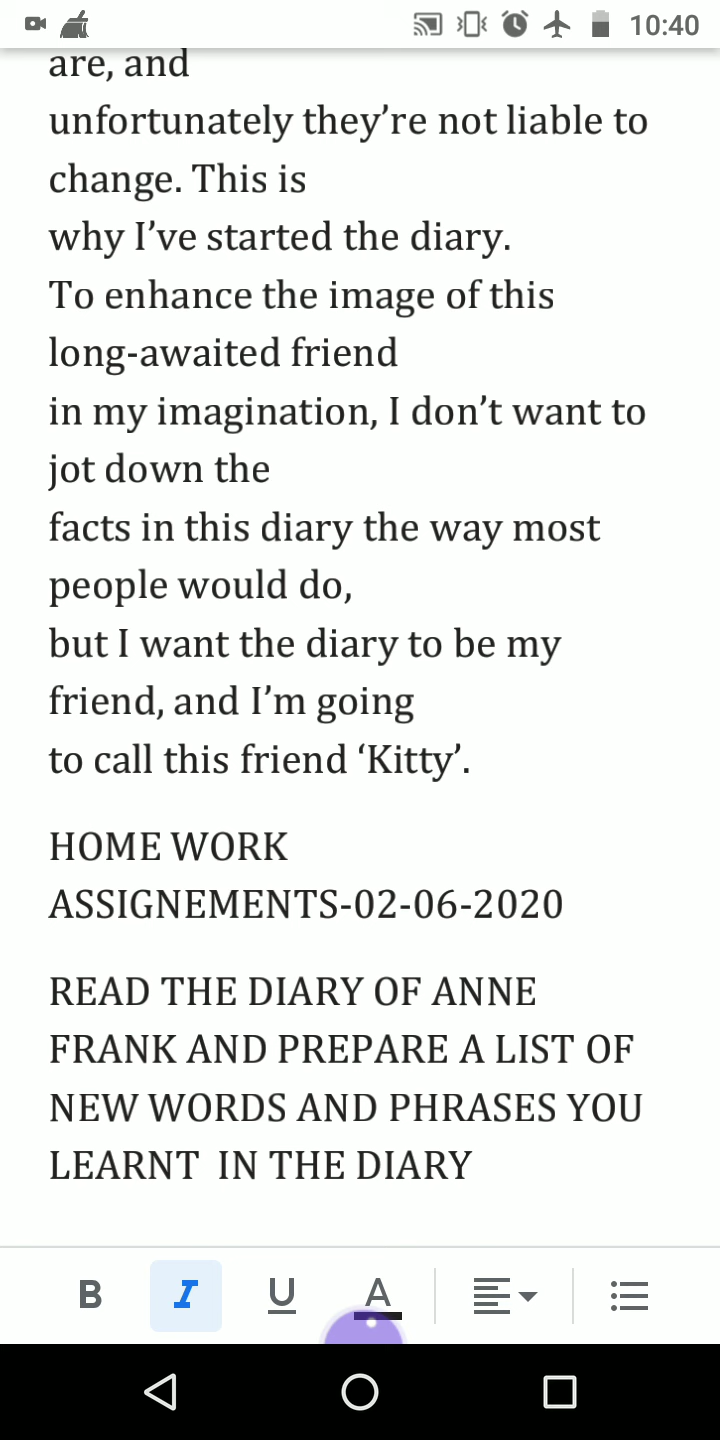 10:40
are, and
unfortunately they’re not liable to
change. This is
why I’ve started the diary.
To enhance the image of this
long-awaited friend
in my imagination, I don’t want to
jot down the
facts in this diary the way most
people would do,
but I want the diary to be my
friend, and I’m going
to call this friend ‘Kitty’.
HOME WORK
ASSIGNEMENTS-02-06-2020
READ THE DIARY OF ANNE
FRANK AND PREPARE A LIST OF
NEW WORDS AND PHRASES YOU
LEARNT  IN THE DIARY
B I U A